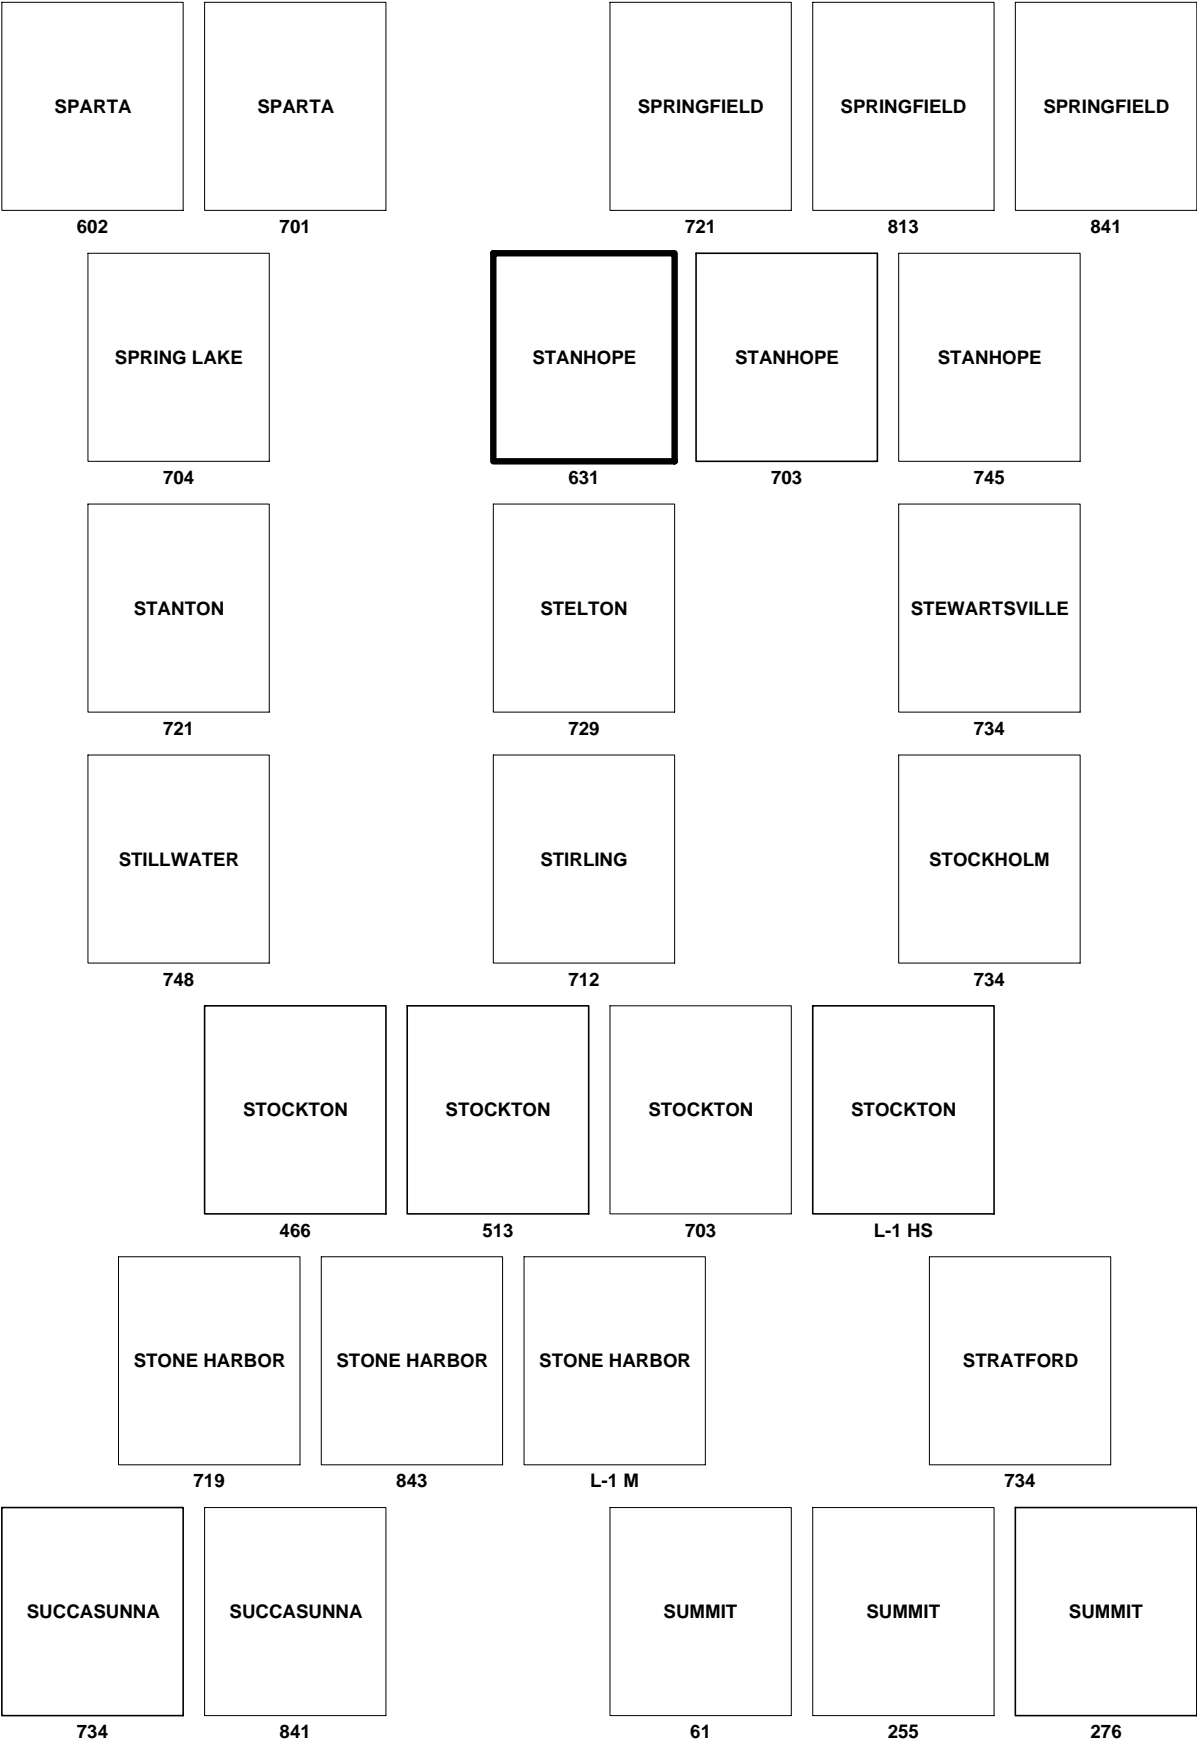 SPARTA SPARTA SPRINGFIELD SPRINGFIELD SPRINGFIELD
602 701 721 813 841
SPRING LAKE STANHOPE STANHOPE STANHOPE
704 631 703 745
STANTON STELTON STEWARTSVILLE
721 729 734
STILLWATER STIRLING STOCKHOLM
748 712 734
STOCKTON STOCKTON STOCKTON STOCKTON
466 513 703 L-1 HS
STONE HARBOR STONE HARBOR STONE HARBOR STRATFORD
719 843 L-1 M 734
SUCCASUNNA SUCCASUNNA SUMMIT SUMMIT SUMMIT
734 841 61 255 276